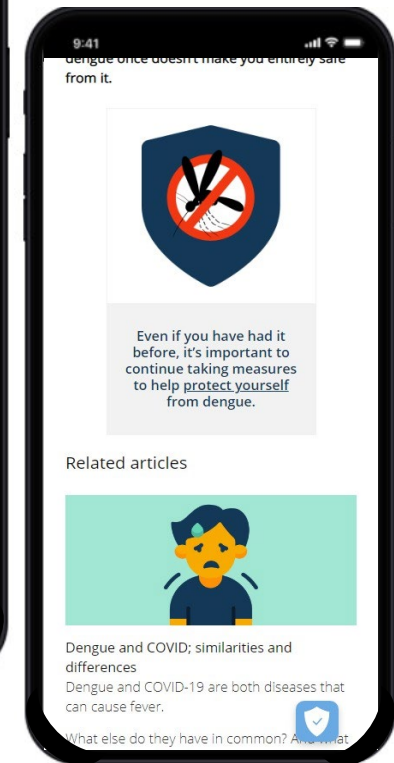 9:41
dengue once doesn't make you entirely safe
from it.
Even if you have had it
before, it's important to
continue taking measures
to help protect yourself
from dengue.
Related articles
Dengue and COVID; similarities and
differences
Dengue and COVID-19 are both diseases that
can cause fever.
What else do they have in common? And what